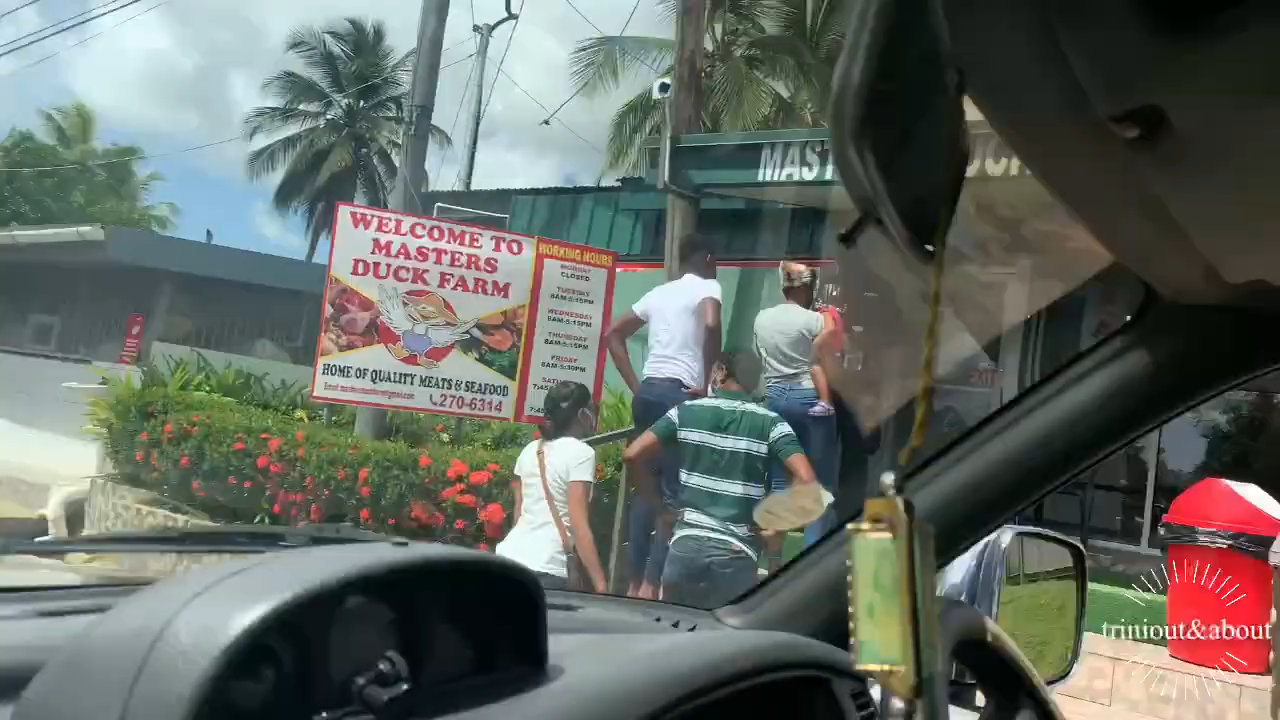 MAST
WELCOME TO
MASTERS
DUCK FARM
HOME OF QUALITY MEATS & SEAFOOD
270-6314
WORKING HOURS
MONDAY
CLOSED
TUESDAY
8AM-5:15PM
WEDNESDAY
8AM-5:15PM
THURSDAY
8AM-5:15PM
FRIDAY
8AM-5:30PM
triniout&about